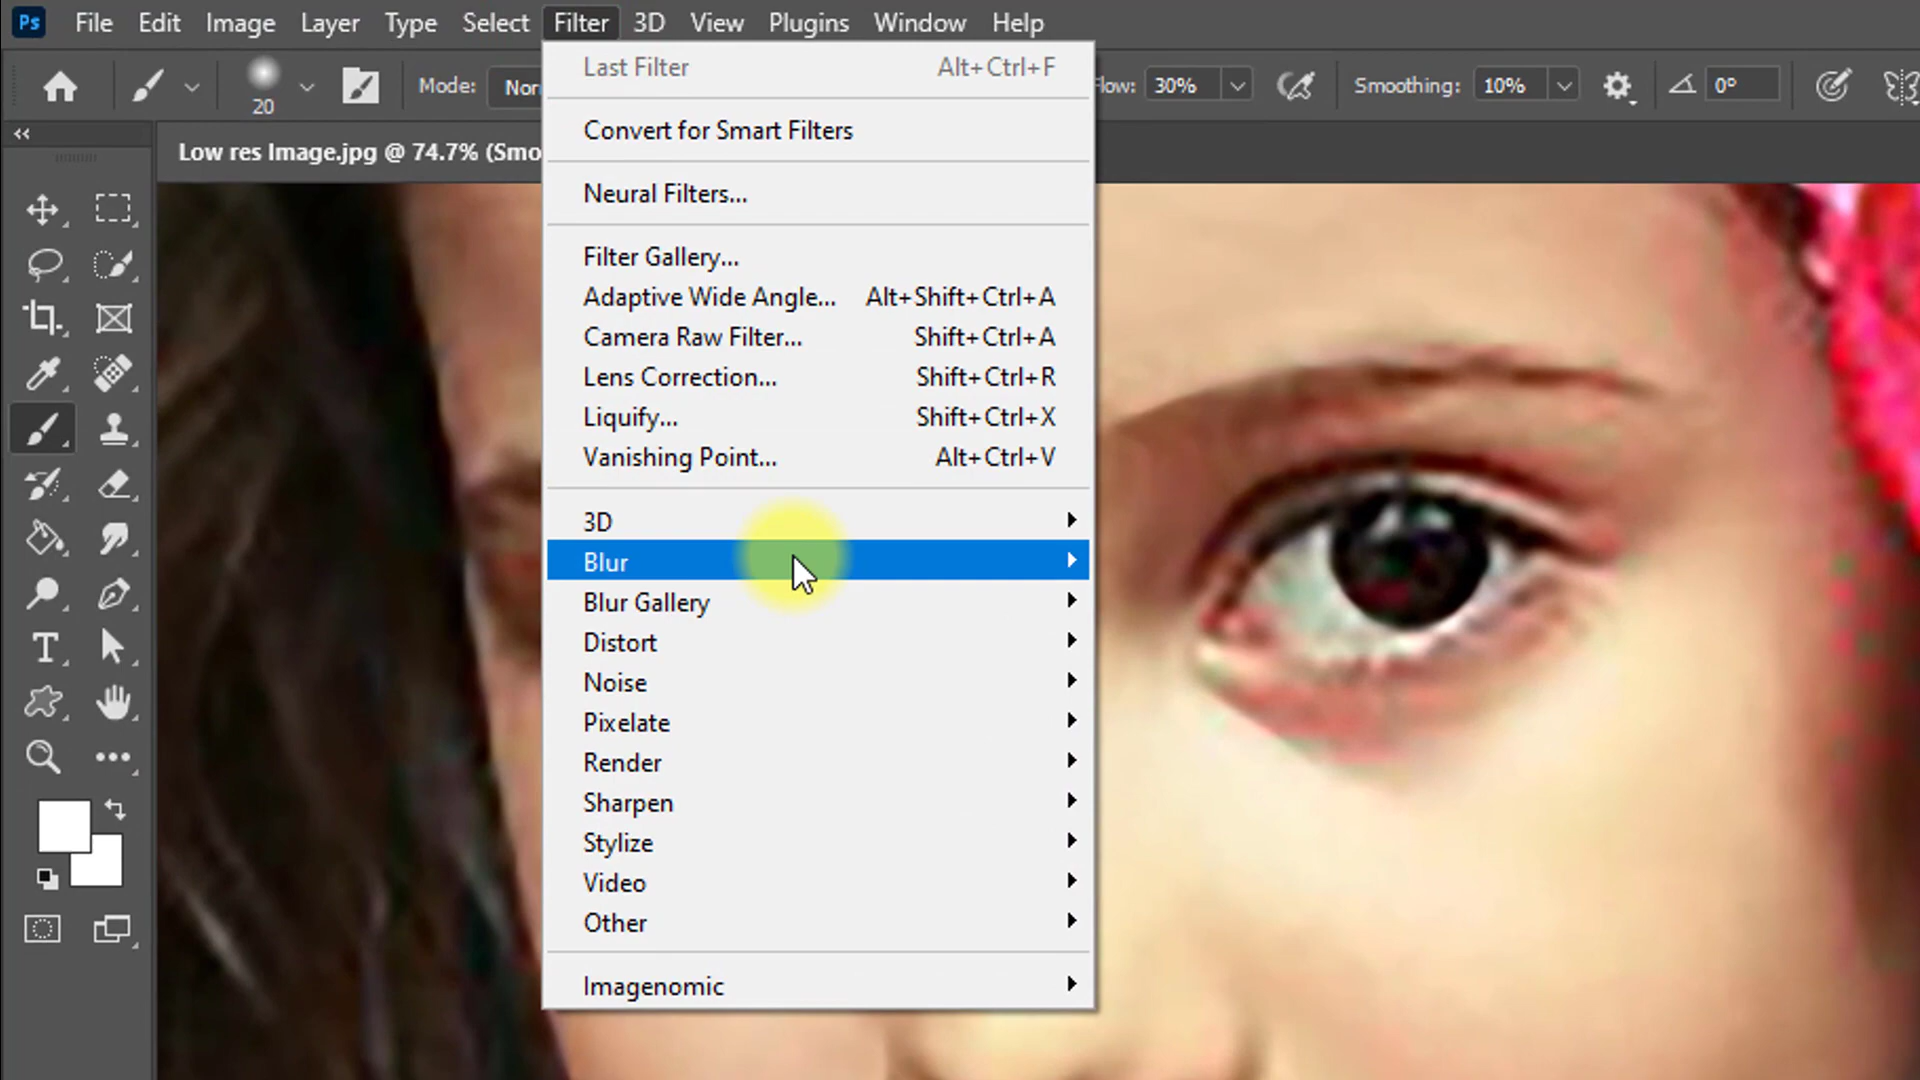 Ps File Edit Image Layer Type Select Filter 3D View Plugins Window Help
20 Mode: Nor low: 30% Smoothing: 10% 0°
Low res Image.jpg @ 74.7% (Smo
Last Filter Alt+Ctrl+F
Convert for Smart Filters
Neural Filters...
Filter Gallery...
Adaptive Wide Angle... Alt+Shift+Ctrl+A
Camera Raw Filter... Shift+Ctrl+A
Lens Correction... Shift+Ctrl+R
Liquify... Shift+Ctrl+X
Vanishing Point... Alt+Ctrl+V
3D
Blur
Blur Gallery
Distort
Noise
Pixelate
Render
Sharpen
Stylize
Video
Other
Imagenomic